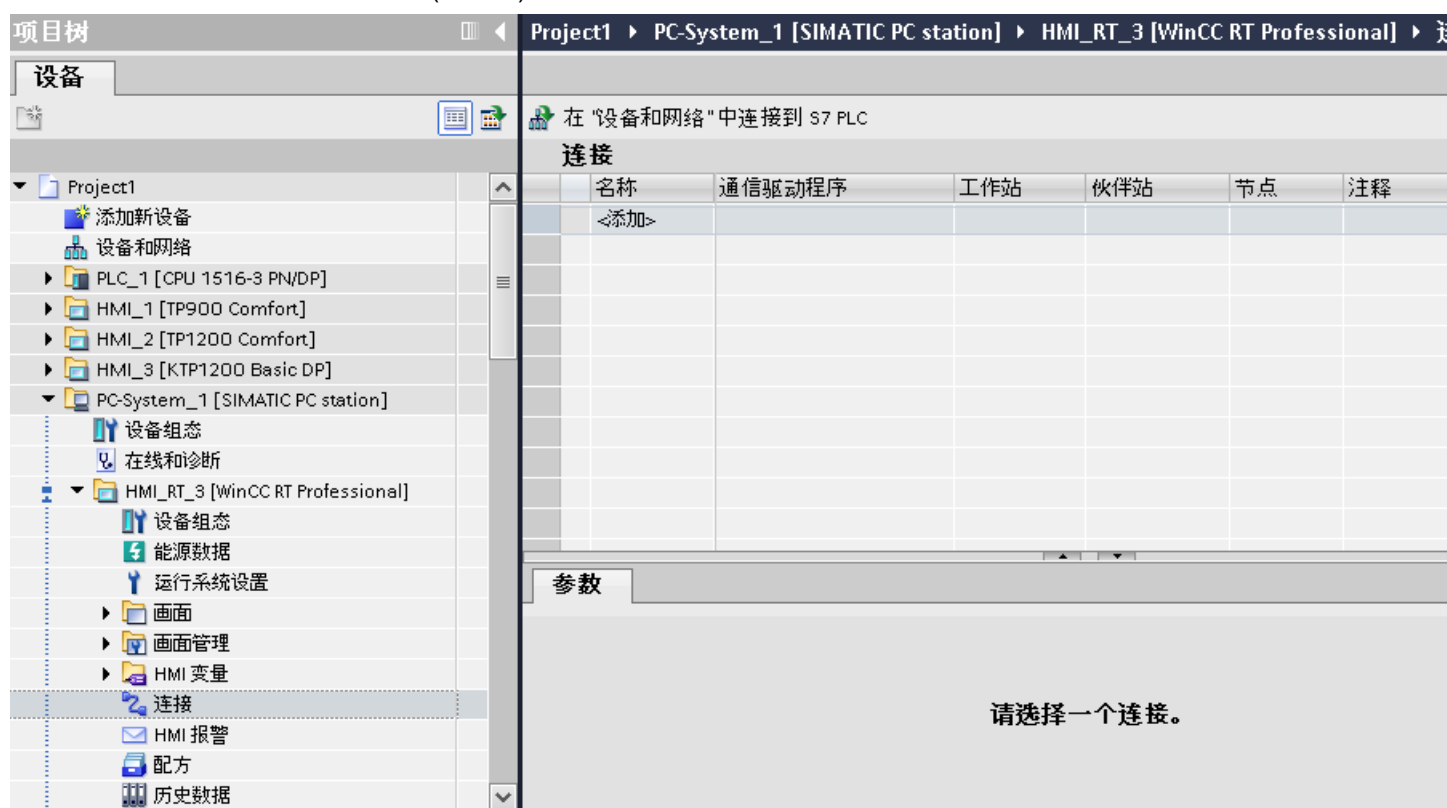 项目树
Project1 ▸ PC-System_1 [SIMATIC PC station] ▸ HMI_RT_3 [WinCC RT Professional] ▸
设备
在 "设备和网络" 中连接到 S7 PLC
连接
名称 通信驱动程序 工作站 伙伴站 节点 注释
<添加>
Project1
添加新设备
设备和网络
PLC_1 [CPU 1516-3 PN/DP]
HMI_1 [TP900 Comfort]
HMI_2 [TP1200 Comfort]
HMI_3 [KTP1200 Basic DP]
PC-System_1 [SIMATIC PC station]
设备组态
在线和诊断
HMI_RT_3 [WinCC RT Professional]
设备组态
能源数据
运行系统设置
画面
画面管理
HMI 变量
连接
HMI 报警
配方
历史数据
参数
请选择一个连接。